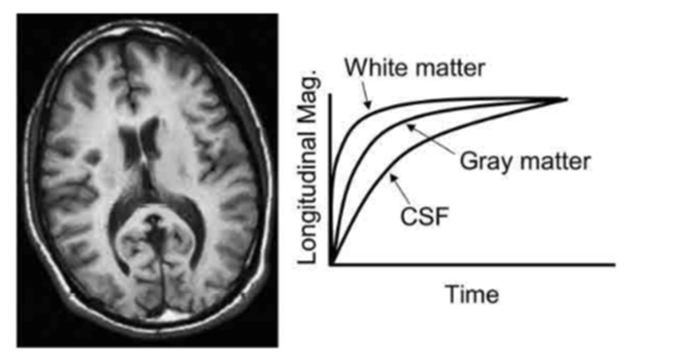 White matter
Longitudinal Mag.
Gray matter
CSF
Time